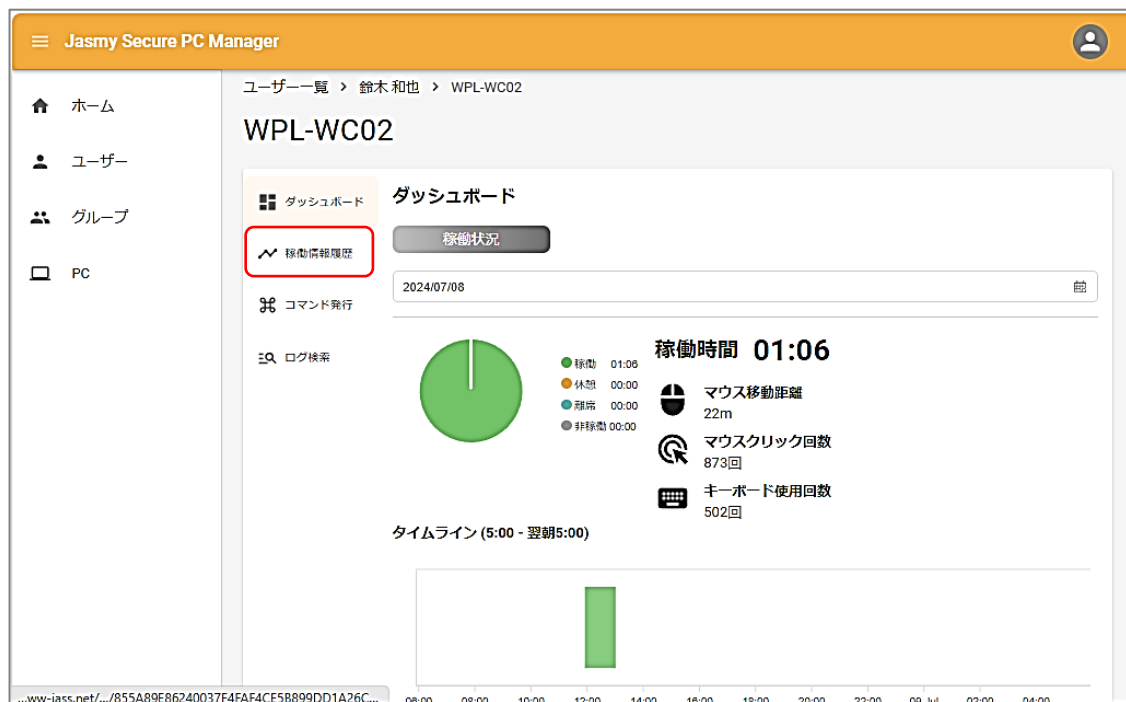 Jasmy Secure PC Manager
ホーム
ユーザー
グループ
PC
ユーザー一覧 > 鈴木 和也 > WPL-WC02
WPL-WC02
ダッシュボード
稼働情報履歴
コマンド発行
ログ検索
ダッシュボード
稼働状況
2024/07/08
稼働 01:06
休憩 00:00
離席 00:00
非稼働 00:00
稼働時間 01:06
マウス移動距離
22m
マウスクリック回数
873回
キーボード使用回数
502回
タイムライン (5:00 - 翌朝5:00)
06:00 08:00 10:00 12:00 14:00 16:00 18:00 20:00 22:00 09 Jul 02:00 04:00
...ww-jass.net/.../855A89E86240037F4FAF4CE5B899DD1A26C...